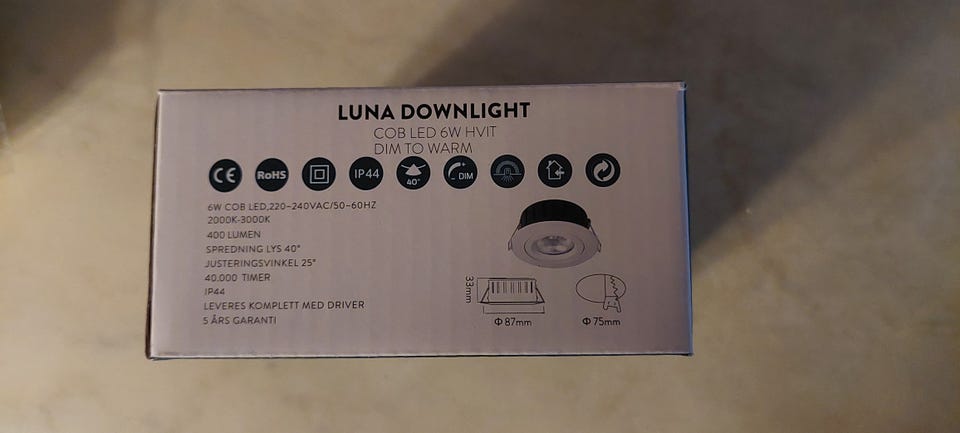 LUNA DOWNLIGHT
COB LED 6W HVIT
DIM TO WARM
CE RoHS IP44 40° - + DIM
6W COB LED,220~240VAC/50~60HZ
2000K-3000K
400 LUMEN
SPREDNING LYS 40°
JUSTERINGSVINKEL 25°
40.000 TIMER
IP44
LEVERES KOMPLETT MED DRIVER
5 ÅRS GARANTI
33mm
Φ87mm
Φ75mm